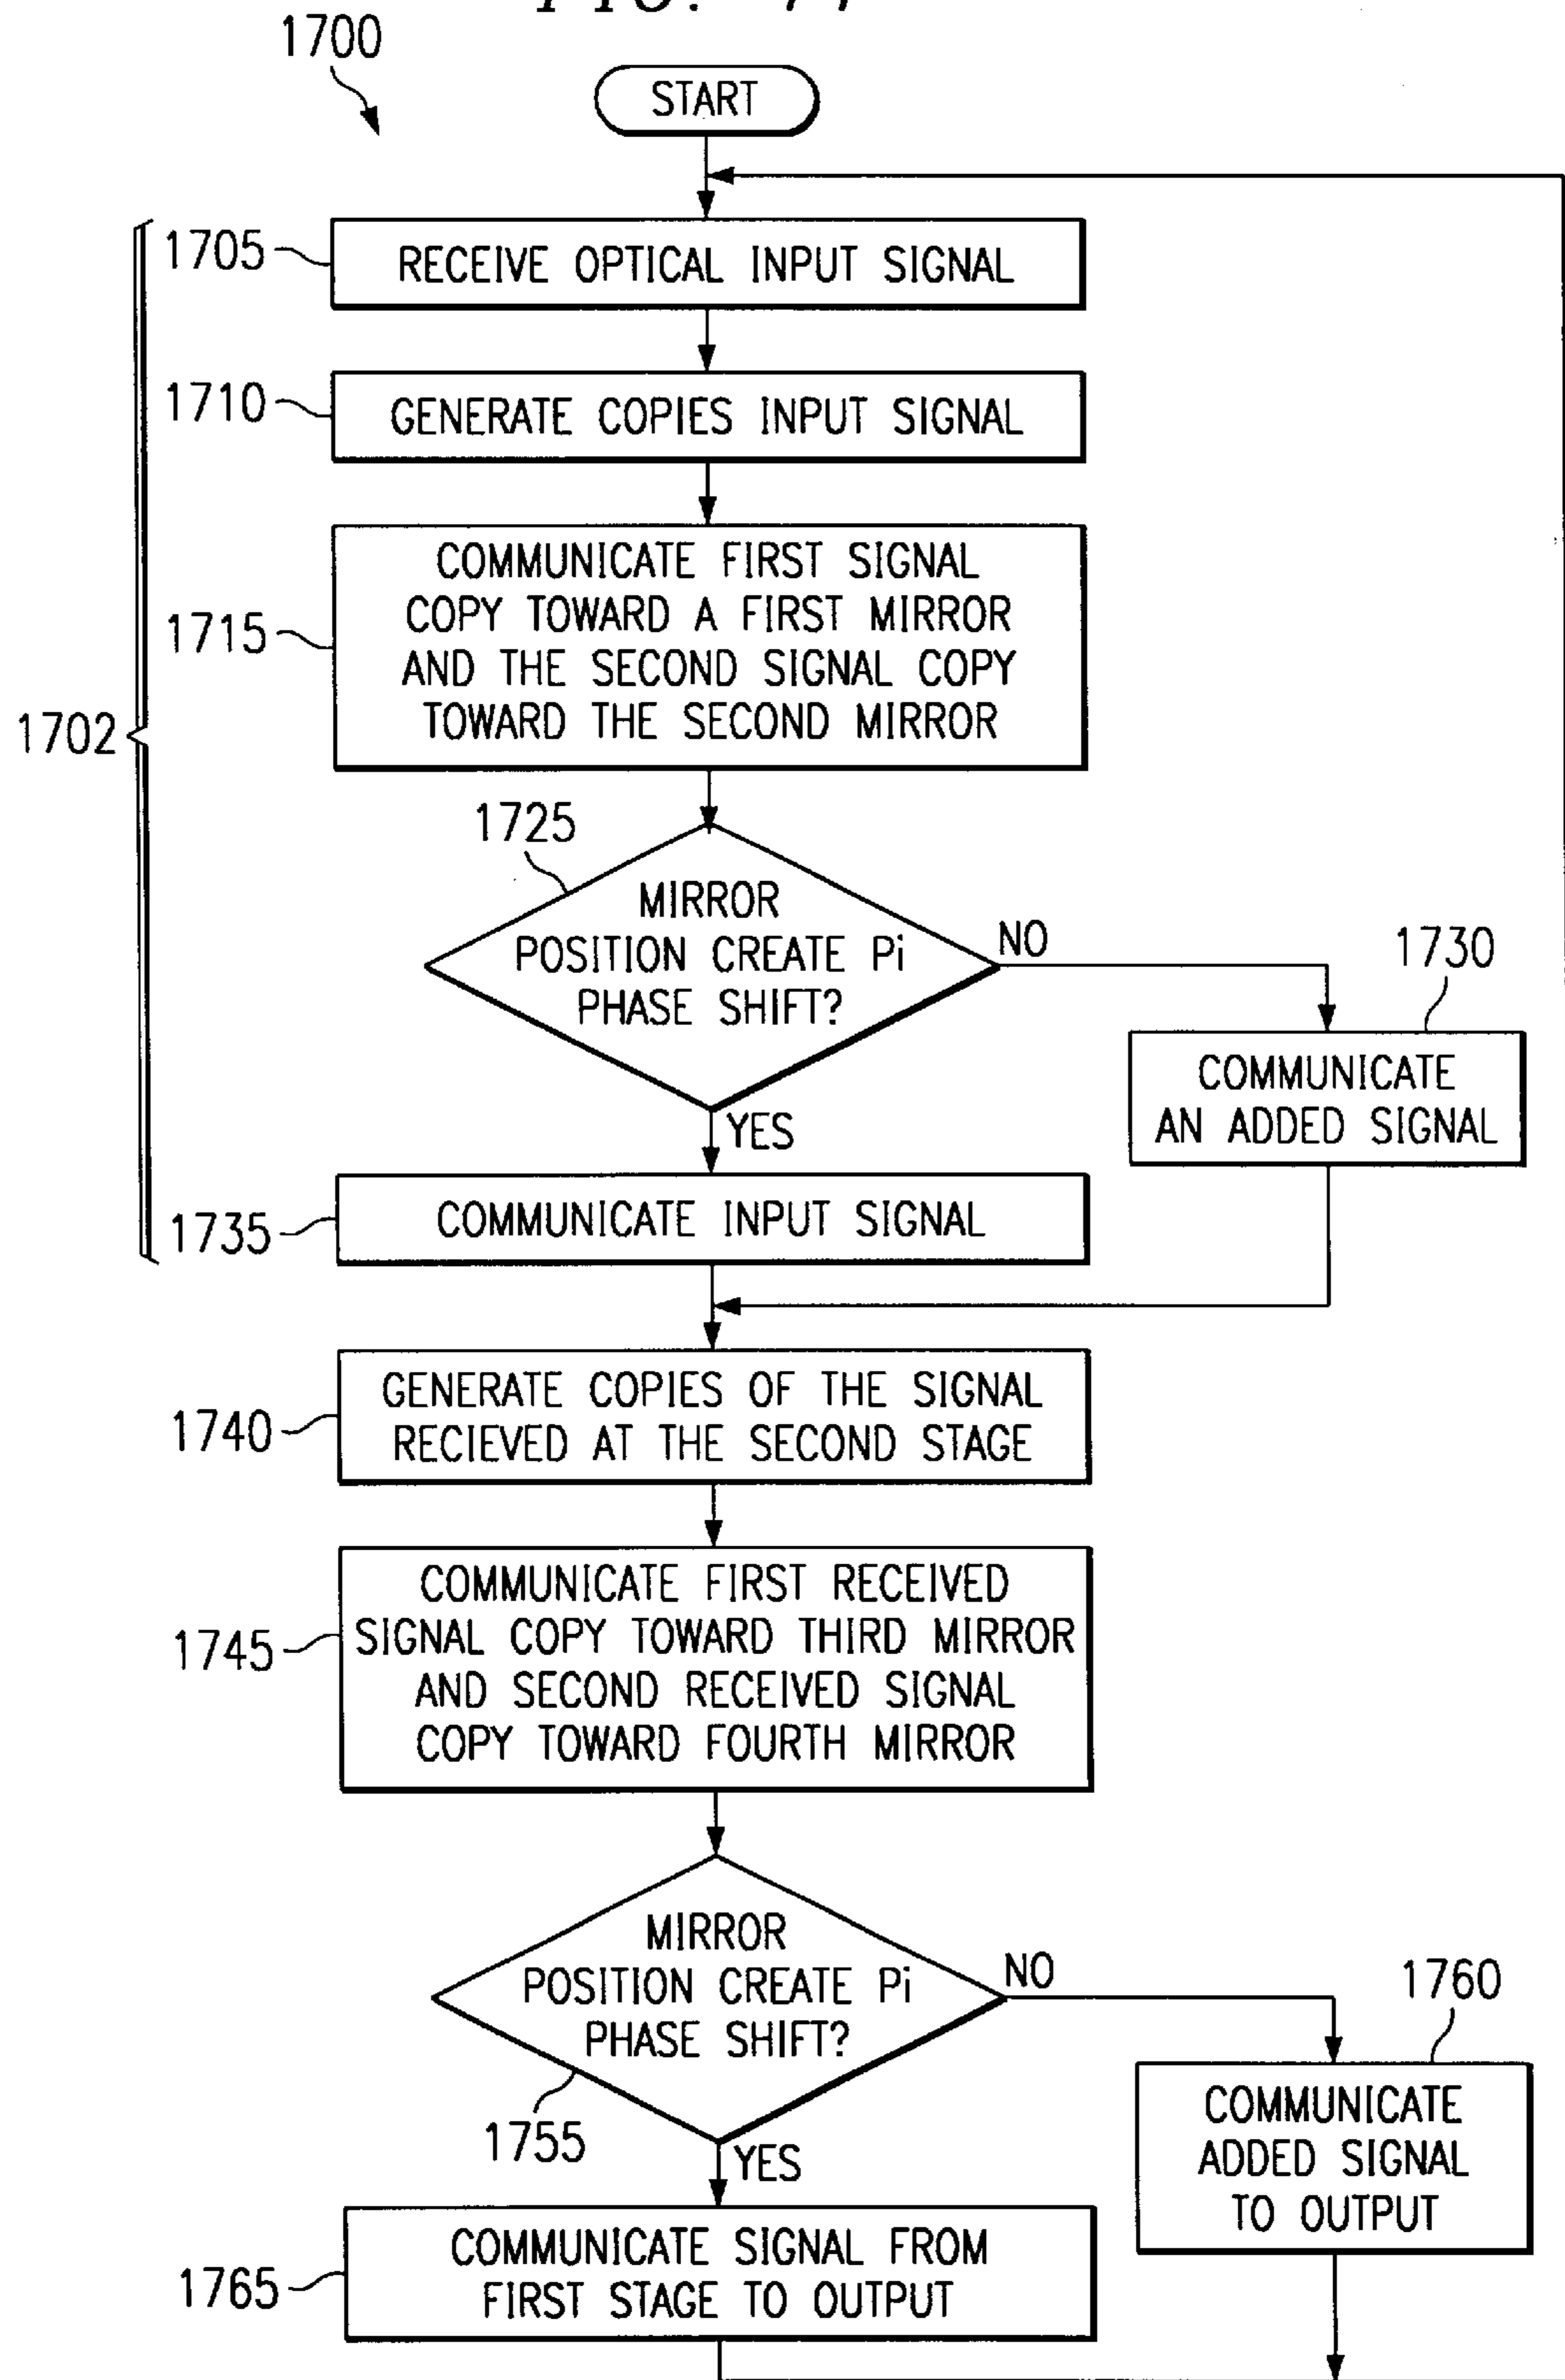 1700
START
1705
RECEIVE OPTICAL INPUT SIGNAL
1710
GENERATE COPIES INPUT SIGNAL
1715
COMMUNICATE FIRST SIGNAL
COPY TOWARD A FIRST MIRROR
AND THE SECOND SIGNAL COPY
TOWARD THE SECOND MIRROR
1702
1725
MIRROR
POSITION CREATE Pi
PHASE SHIFT?
NO
1730
COMMUNICATE
AN ADDED SIGNAL
YES
1735
COMMUNICATE INPUT SIGNAL
1740
GENERATE COPIES OF THE SIGNAL
RECIEVED AT THE SECOND STAGE
1745
COMMUNICATE FIRST RECEIVED
SIGNAL COPY TOWARD THIRD MIRROR
AND SECOND RECEIVED SIGNAL
COPY TOWARD FOURTH MIRROR
MIRROR
POSITION CREATE Pi
PHASE SHIFT?
NO
1760
1755
YES
COMMUNICATE
ADDED SIGNAL
TO OUTPUT
1765
COMMUNICATE SIGNAL FROM
FIRST STAGE TO OUTPUT